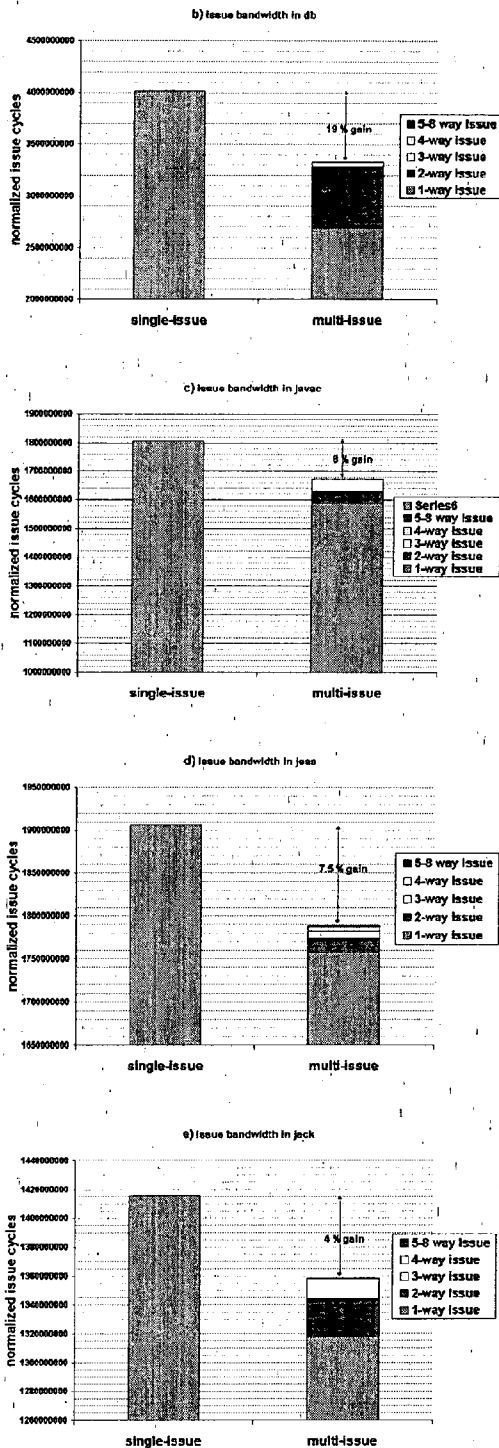 b) Issue bandwidth in db
normalized issue cycles
4500000000
4000000000
3500000000
3000000000
2500000000
2000000000
19 % gain
5-8 way issue
4-way issue
3-way issue
2-way issue
1-way issue
single-issue
multi-issue
c) Issue bandwidth in javac
normalized issue cycles
1900000000
1800000000
1700000000
1600000000
1500000000
1400000000
1300000000
1200000000
1100000000
1000000000
8 % gain
Series6
5-8 way issue
4-way issue
3-way issue
2-way issue
1-way issue
single-issue
multi-issue
d) Issue bandwidth in jess
normalized issue cycles
1950000000
1900000000
1850000000
1800000000
1750000000
1700000000
1650000000
7.5 % gain
5-8 way issue
4-way issue
3-way issue
2-way issue
1-way issue
single-issue
multi-issue
e) Issue bandwidth in jack
normalized issue cycles
1440000000
1420000000
1400000000
1380000000
1360000000
1340000000
1320000000
1300000000
1280000000
1260000000
4 % gain
5-8 way issue
4-way issue
3-way issue
2-way issue
1-way issue
single-issue
multi-issue